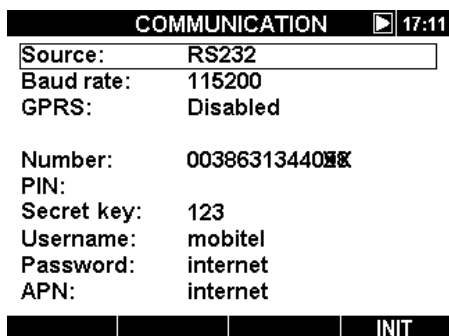 COMMUNICATION 17:11
Source: RS232
Baud rate: 115200
GPRS: Disabled
Number:
PIN:
Secret key: 123
Username: mobitel
Password: internet
APN: internet
INIT